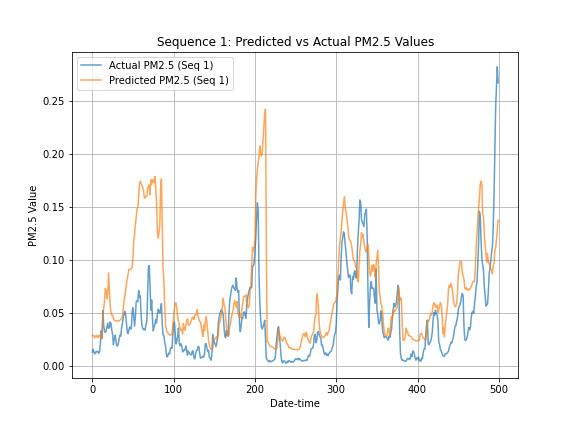 Sequence 1: Predicted vs Actual PM2.5 Values
Actual PM2.5 (Seq 1)
Predicted PM2.5 (Seq 1)
PM2.5 Value
0.25
0.20
0.15
0.10
0.05
0.00
0 100 200 300 400 500
Date-time